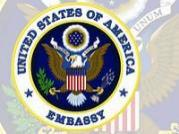 UNITED STATES OF AMERICA
EMBASSY
UNUM